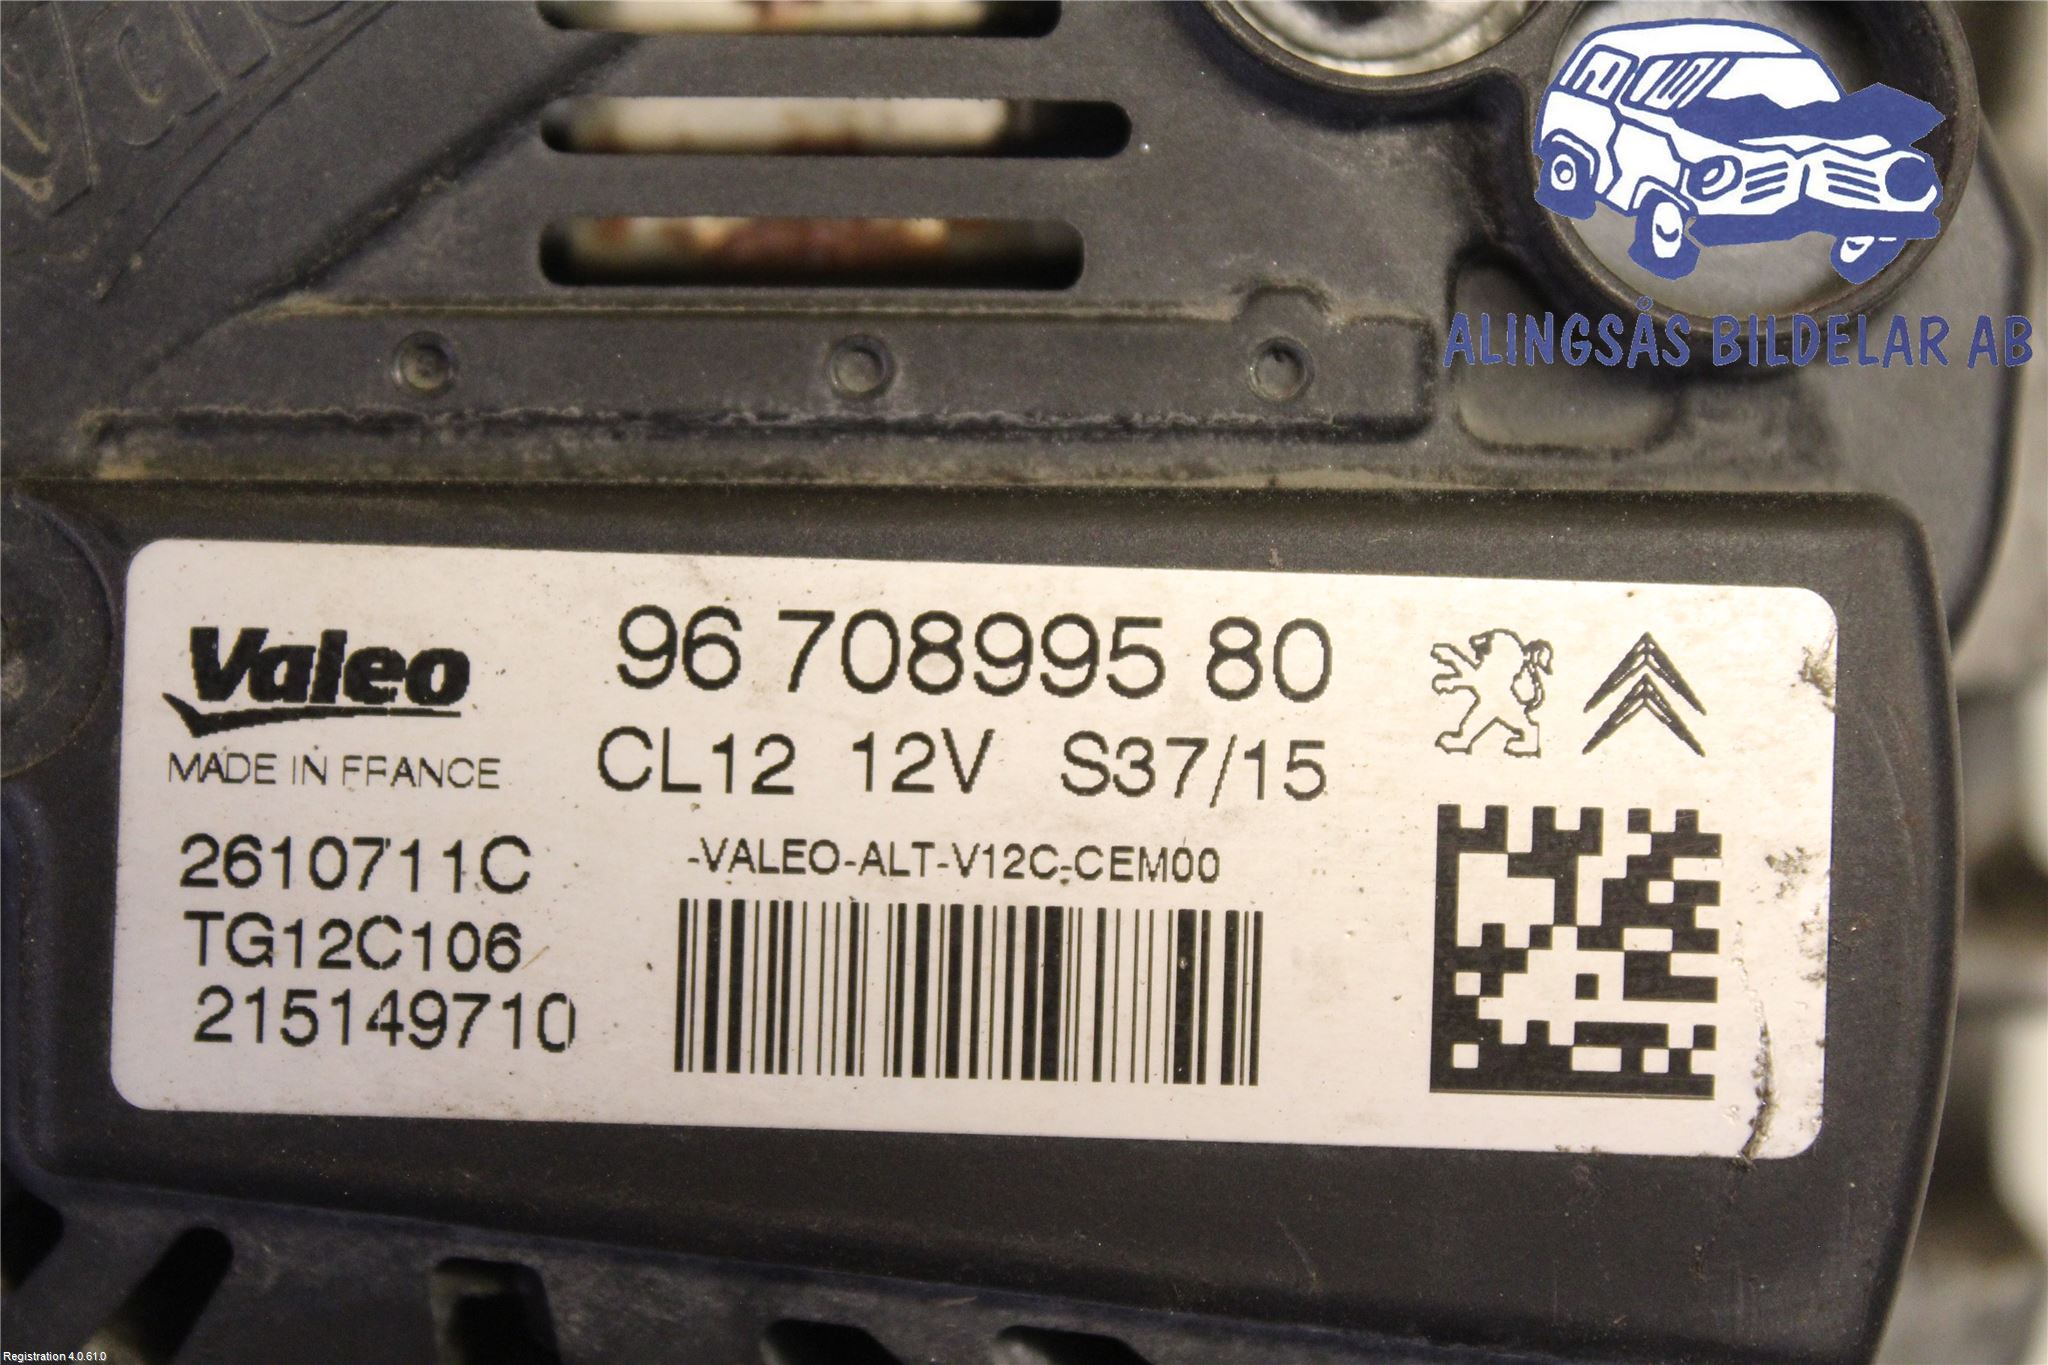 ALINGSÅS BILDELAR AB
Valeo
MADE IN FRANCE
96 708995 80
CL12 12V S37/15
2610711C
TG12C106
215149710
-VALEO-ALT-V12C-CEM00
Registration 4.0.61.0